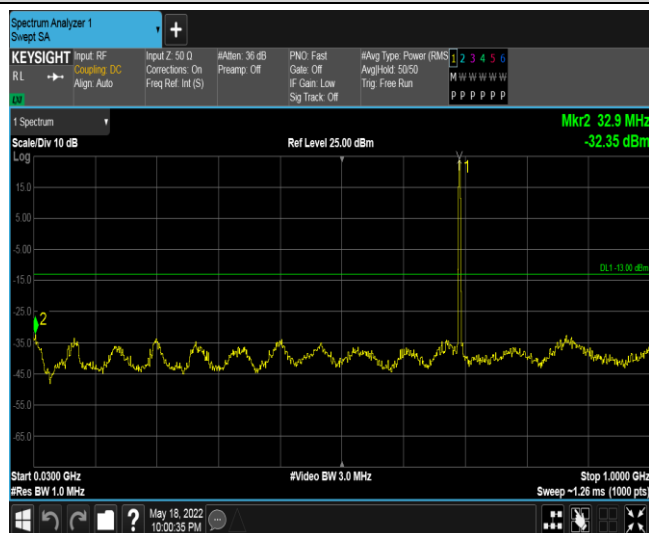 Spectrum Analyzer 1
Swept SA
+
KEYSIGHT
RL
Input: RF
Coupling: DC
Align: Auto
Input Z: 50 Ω
Corrections: On
Freq Ref: Int (S)
#Atten: 36 dB
Preamp: Off
PNO: Fast
Gate: Off
IF Gain: Low
Sig Track: Off
#Avg Type: Power (RMS
Avg|Hold: 50/50
Trig: Free Run
1 2 3 4 5 6
M W W W W W
P P P P P P
1 Spectrum
Mkr2 32.9 MHz
Scale/Div 10 dB
Ref Level 25.00 dBm
-32.35 dBm
Log
1
15.0
5.00
-5.00
DL1 -13.00 dBm
-15.0
-25.0
2
-35.0
-45.0
-55.0
-65.0
Start 0.0300 GHz
#Video BW 3.0 MHz
Stop 1.0000 GHz
#Res BW 1.0 MHz
Sweep ~1.26 ms (1000 pts)
?
May 18, 2022
10:00:35 PM